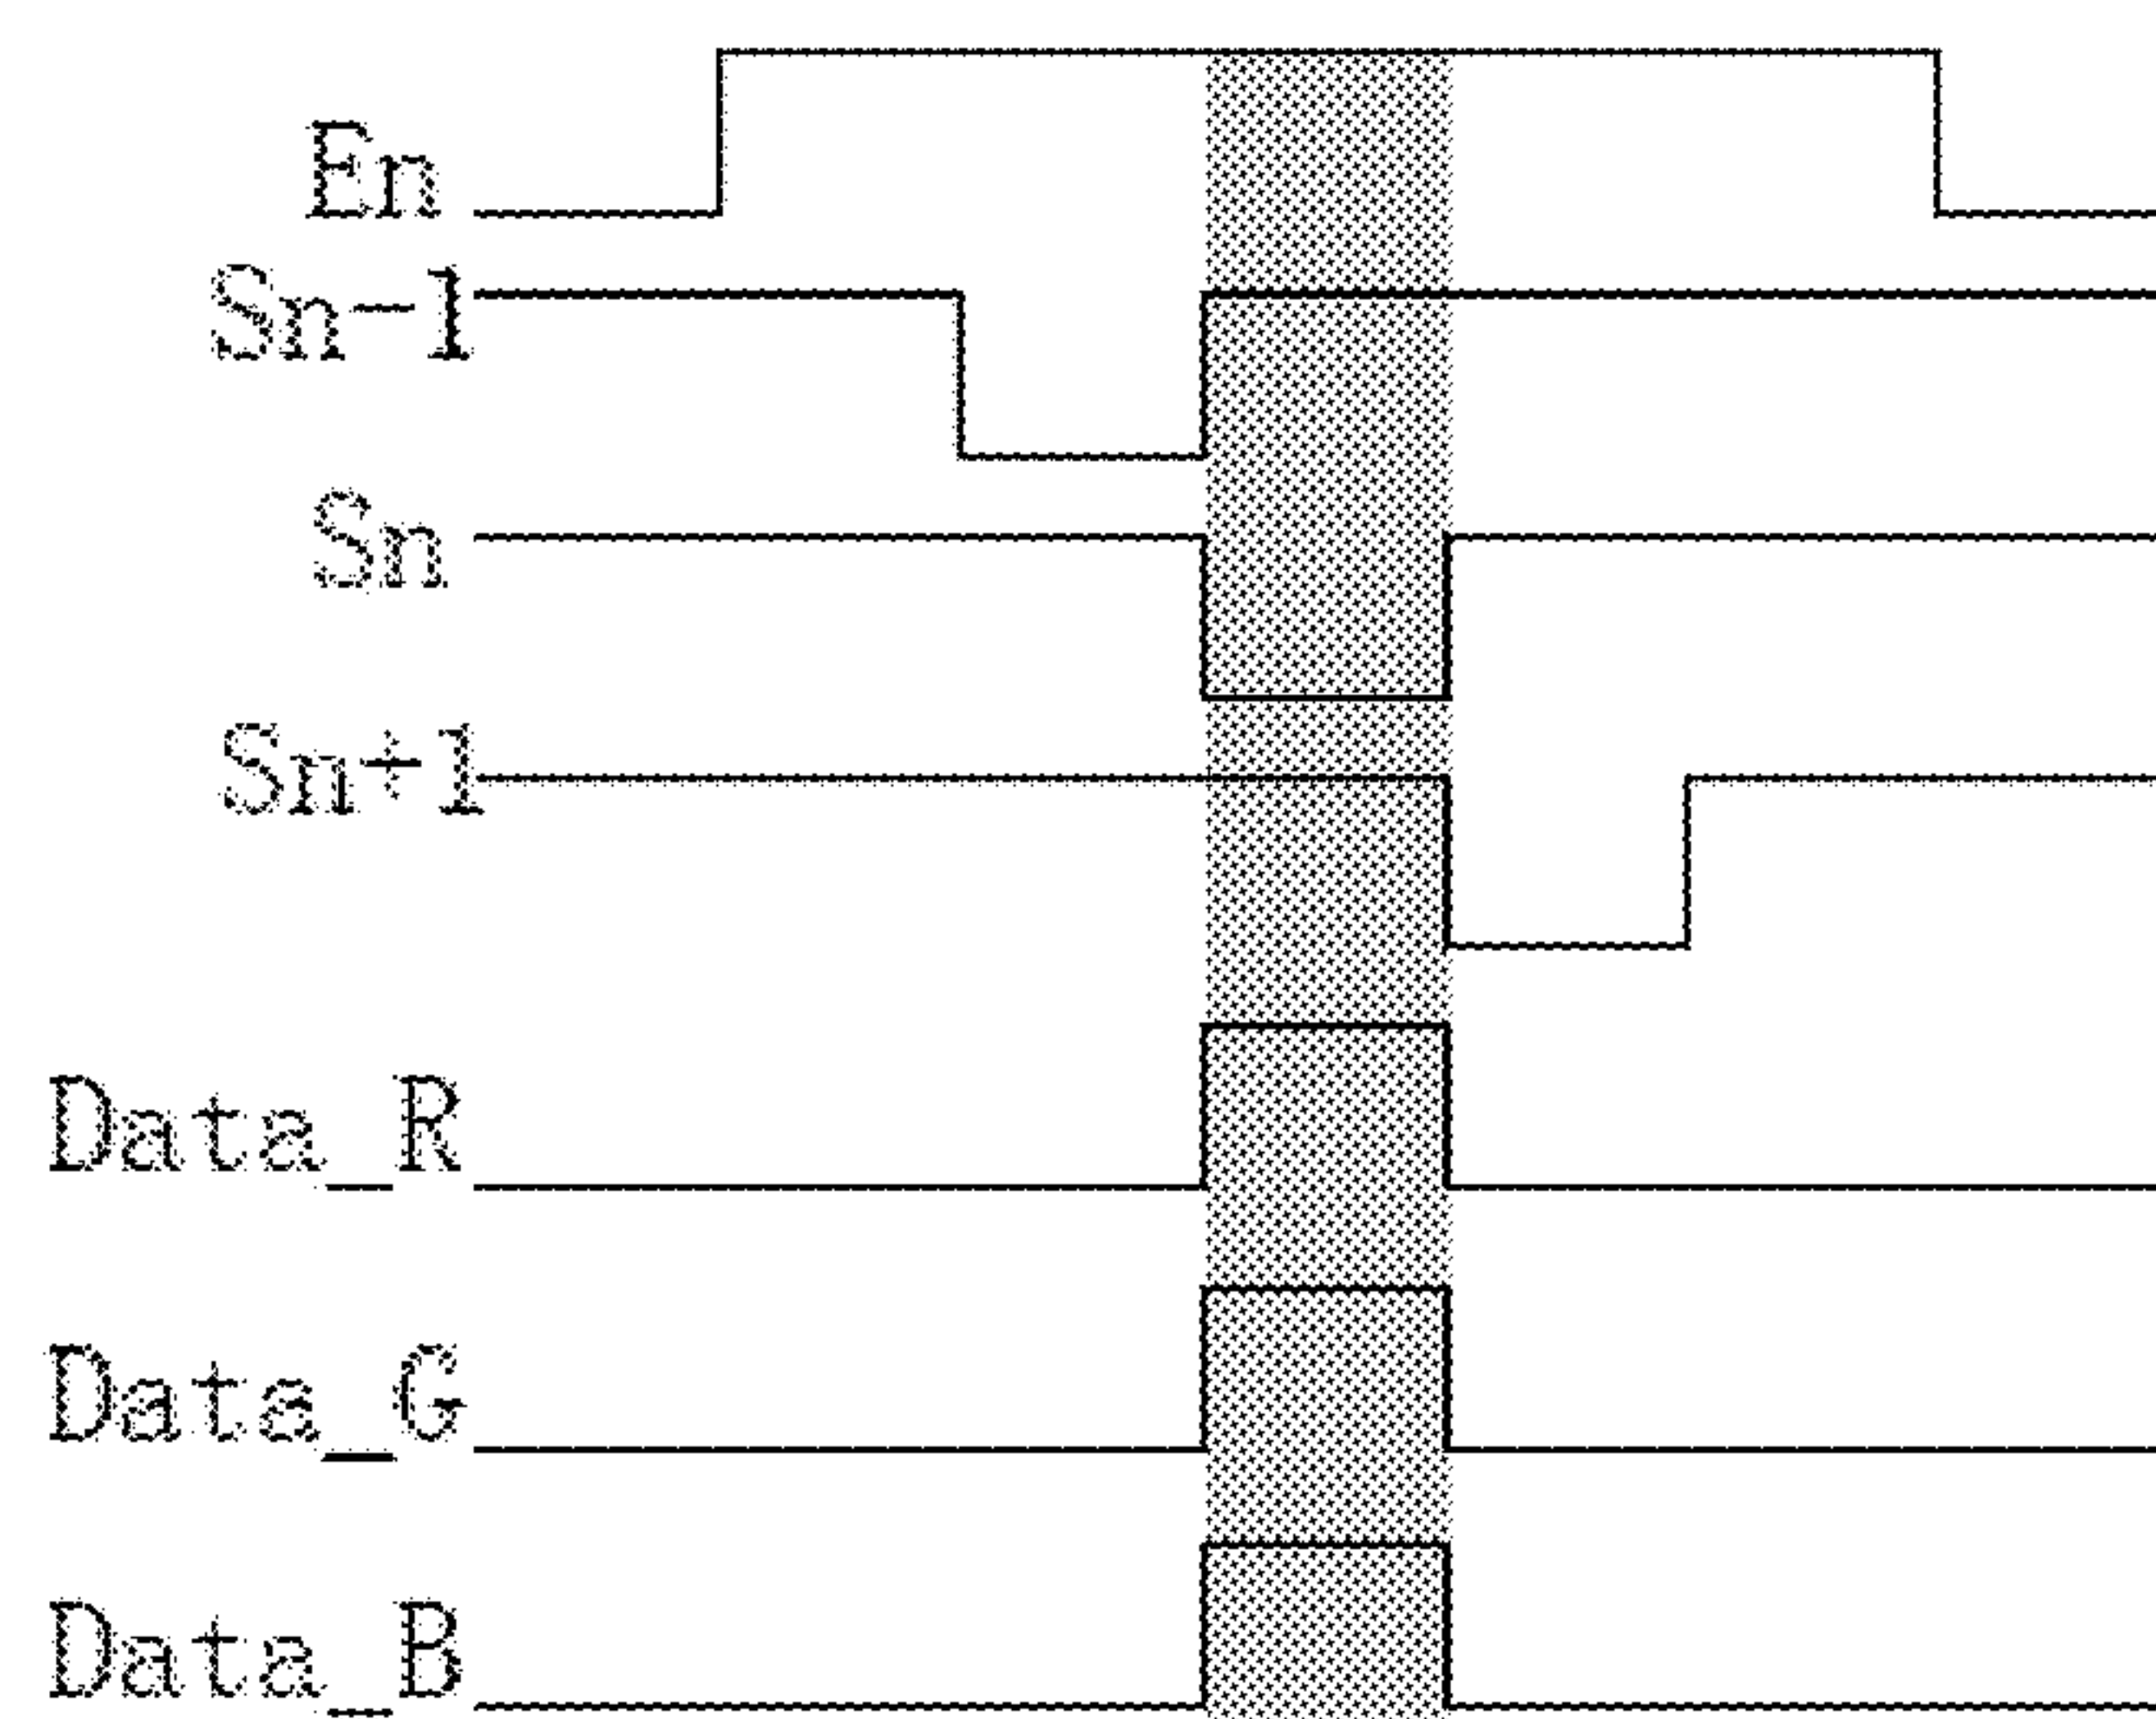 En
Sn-1
Sn
Sn+1
Data_R
Data_G
Data_B